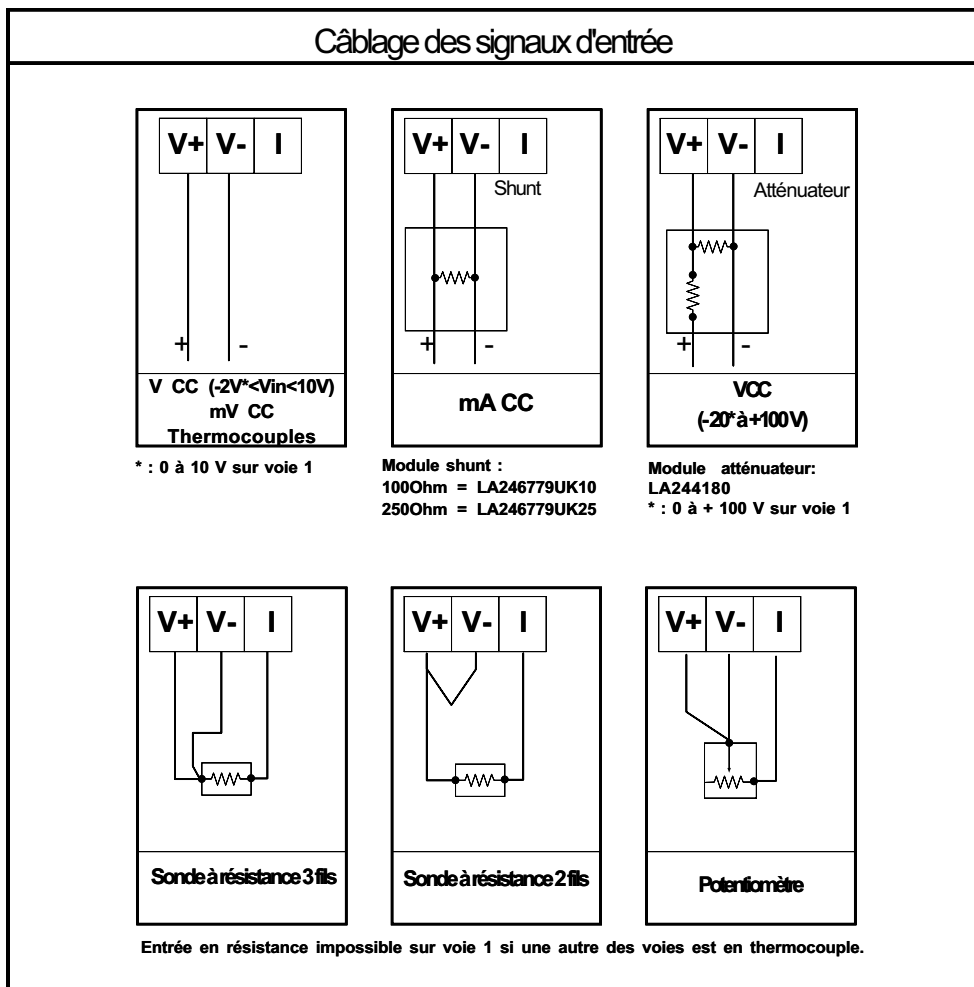 Câblage des signaux d'entrée
V+ V- I
+ -
V CC (-2V*<Vin<10V)
mV CC
Thermocouples
* : 0 à 10 V sur voie 1
V+ V- I
Shunt
+ -
mA CC
Module shunt :
100Ohm = LA246779UK10
250Ohm = LA246779UK25
V+ V- I
Atténuateur
+ -
VCC
(-20* à +100 V)
Module atténuateur:
LA244180
* : 0 à + 100 V sur voie 1
V+ V- I
Sonde à résistance 3 fils
V+ V- I
Sonde à résistance 2 fils
V+ V- I
Potentiomètre
Entrée en résistance impossible sur voie 1 si une autre des voies est en thermocouple.